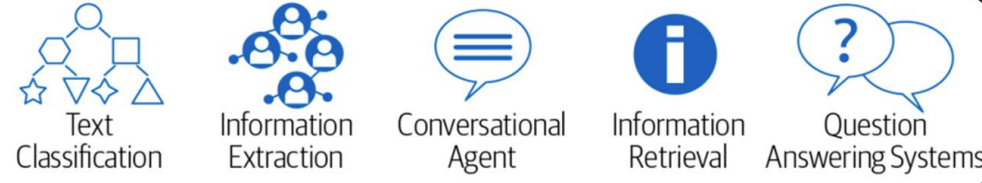 ?
Text
Classification
Information
Extraction
Conversational
Agent
i
Information
Retrieval
Question
Answering Systems